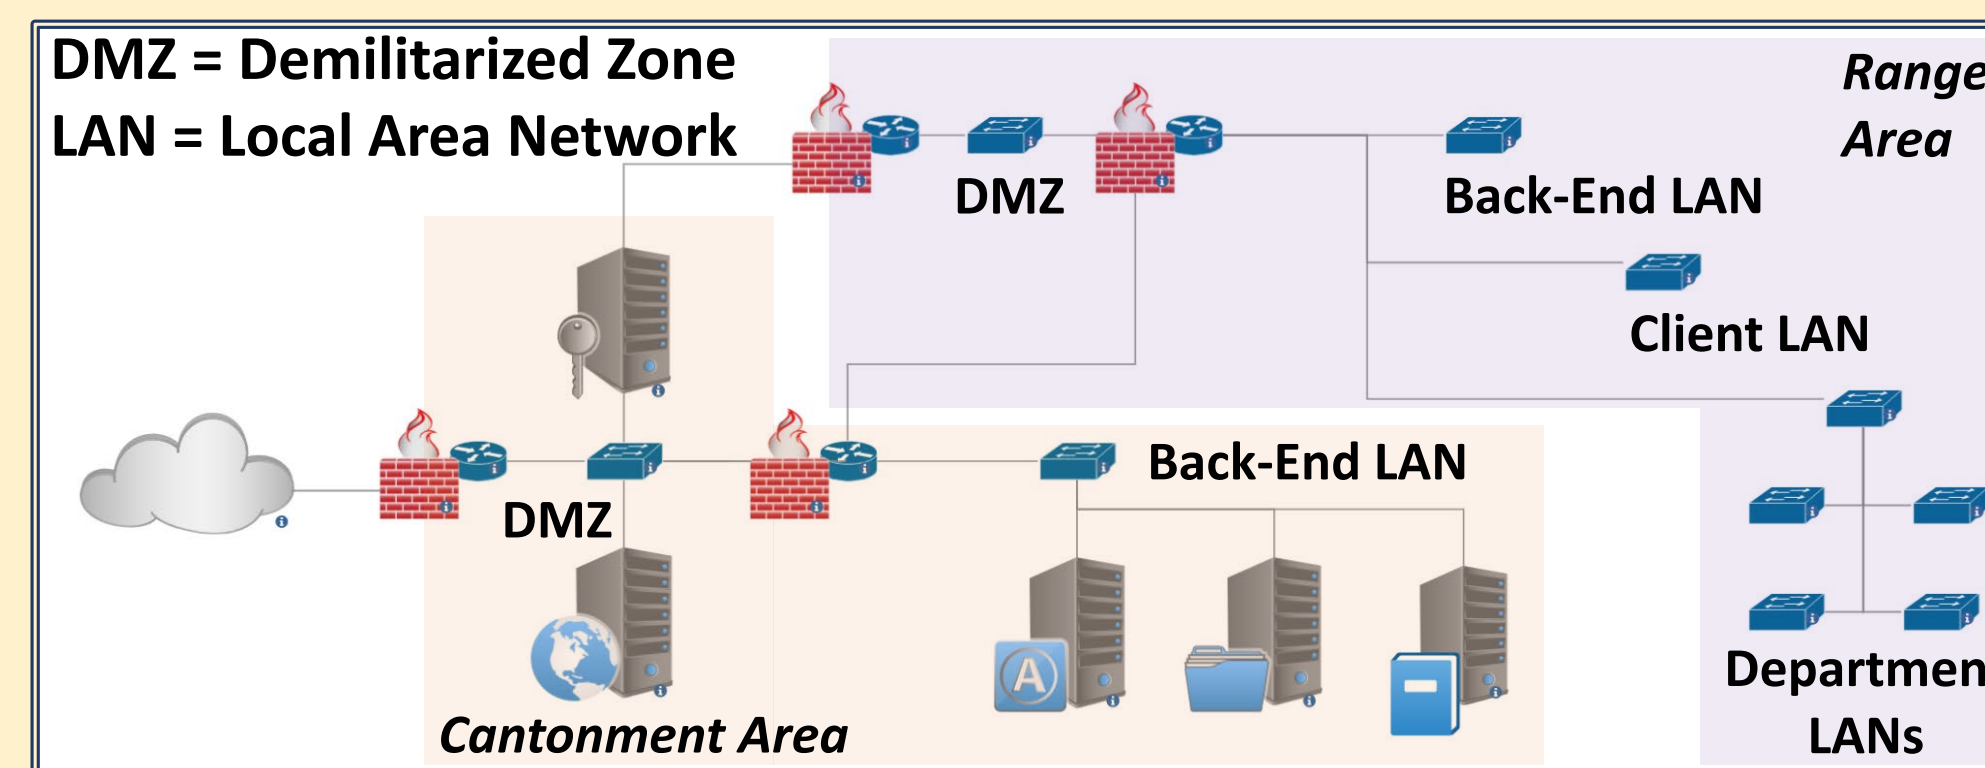 DMZ = Demilitarized Zone
LAN = Local Area Network
Range
Area
DMZ
Back-End LAN
Client LAN
Back-End LAN
DMZ
A
Departmen
LANs
Cantonment Area